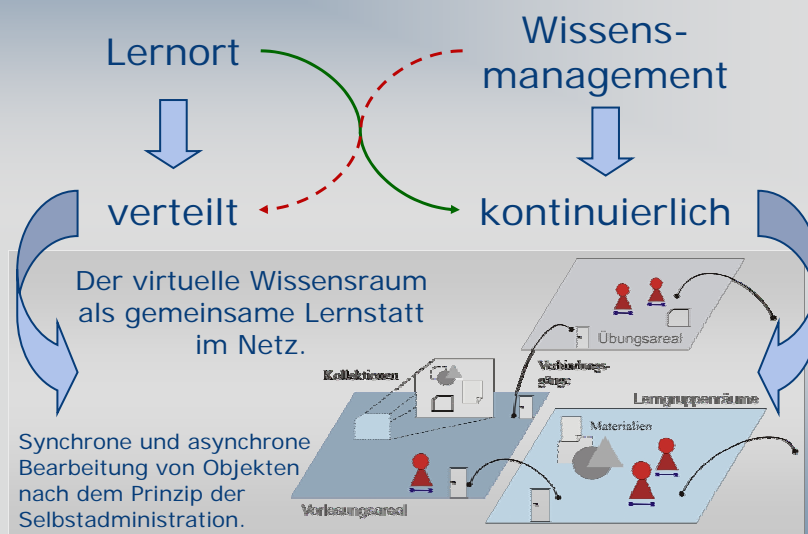 Lernort
Wissens-
management
verteilt
kontinuierlich
Der virtuelle Wissensraum
als gemeinsame Lernstatt
im Netz.
Übungsareal
Kollektionen
Verbindungs-
gänge
Lerngruppenräume
Materialien
Synchrone und asynchrone
Bearbeitung von Objekten
nach dem Prinzip der
Selbstadministration.
Vorlesungsareal